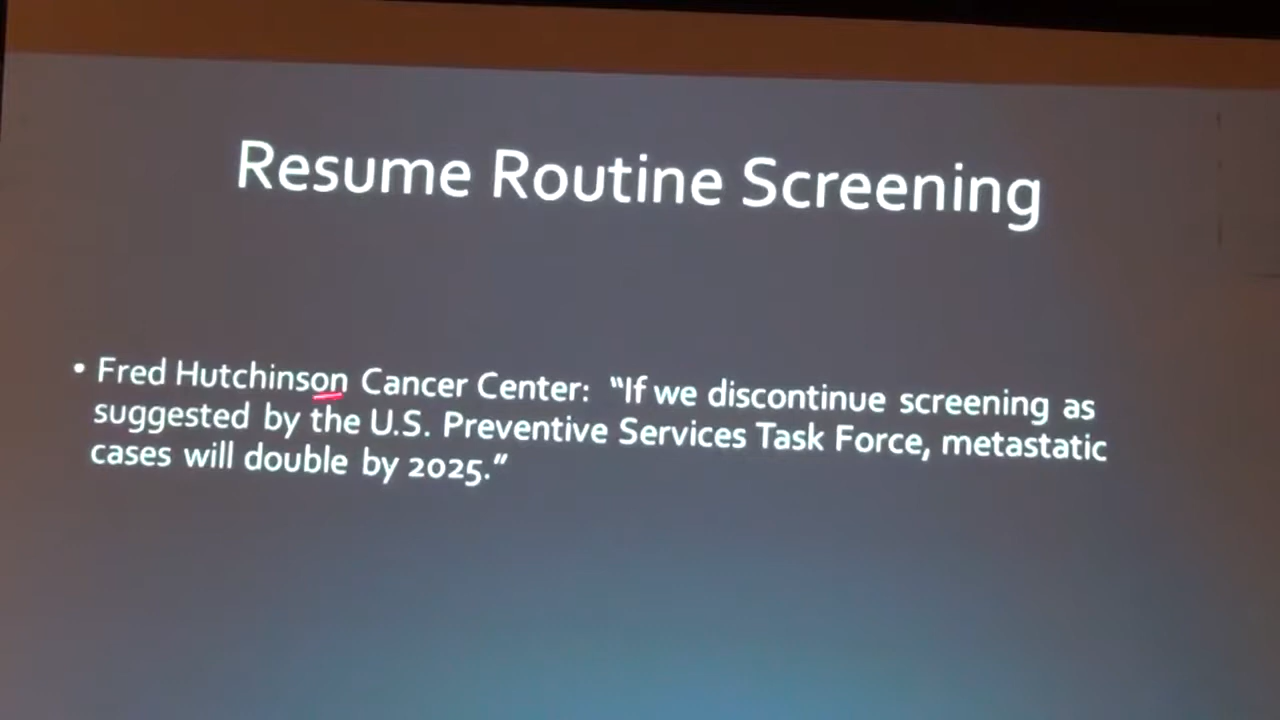 Resume Routine Screening
• Fred Hutchinson Cancer Center: “If we discontinue screening as
suggested by the U.S. Preventive Services Task Force, metastatic
cases will double by 2025.”